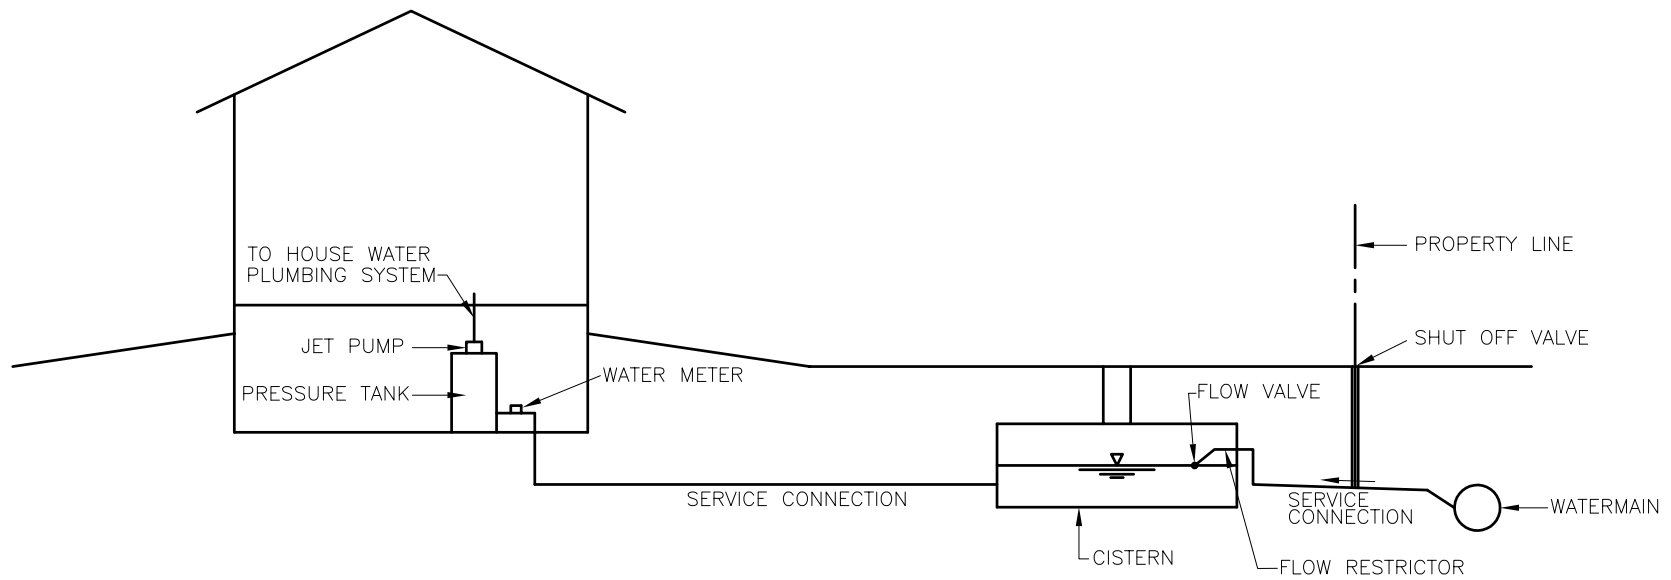 TO HOUSE WATER
PLUMBING SYSTEM
JET PUMP
PRESSURE TANK
WATER METER
SERVICE CONNECTION
PROPERTY LINE
SHUT OFF VALVE
FLOW VALVE
SERVICE
CONNECTION
WATERMAIN
CISTERN
FLOW RESTRICTOR